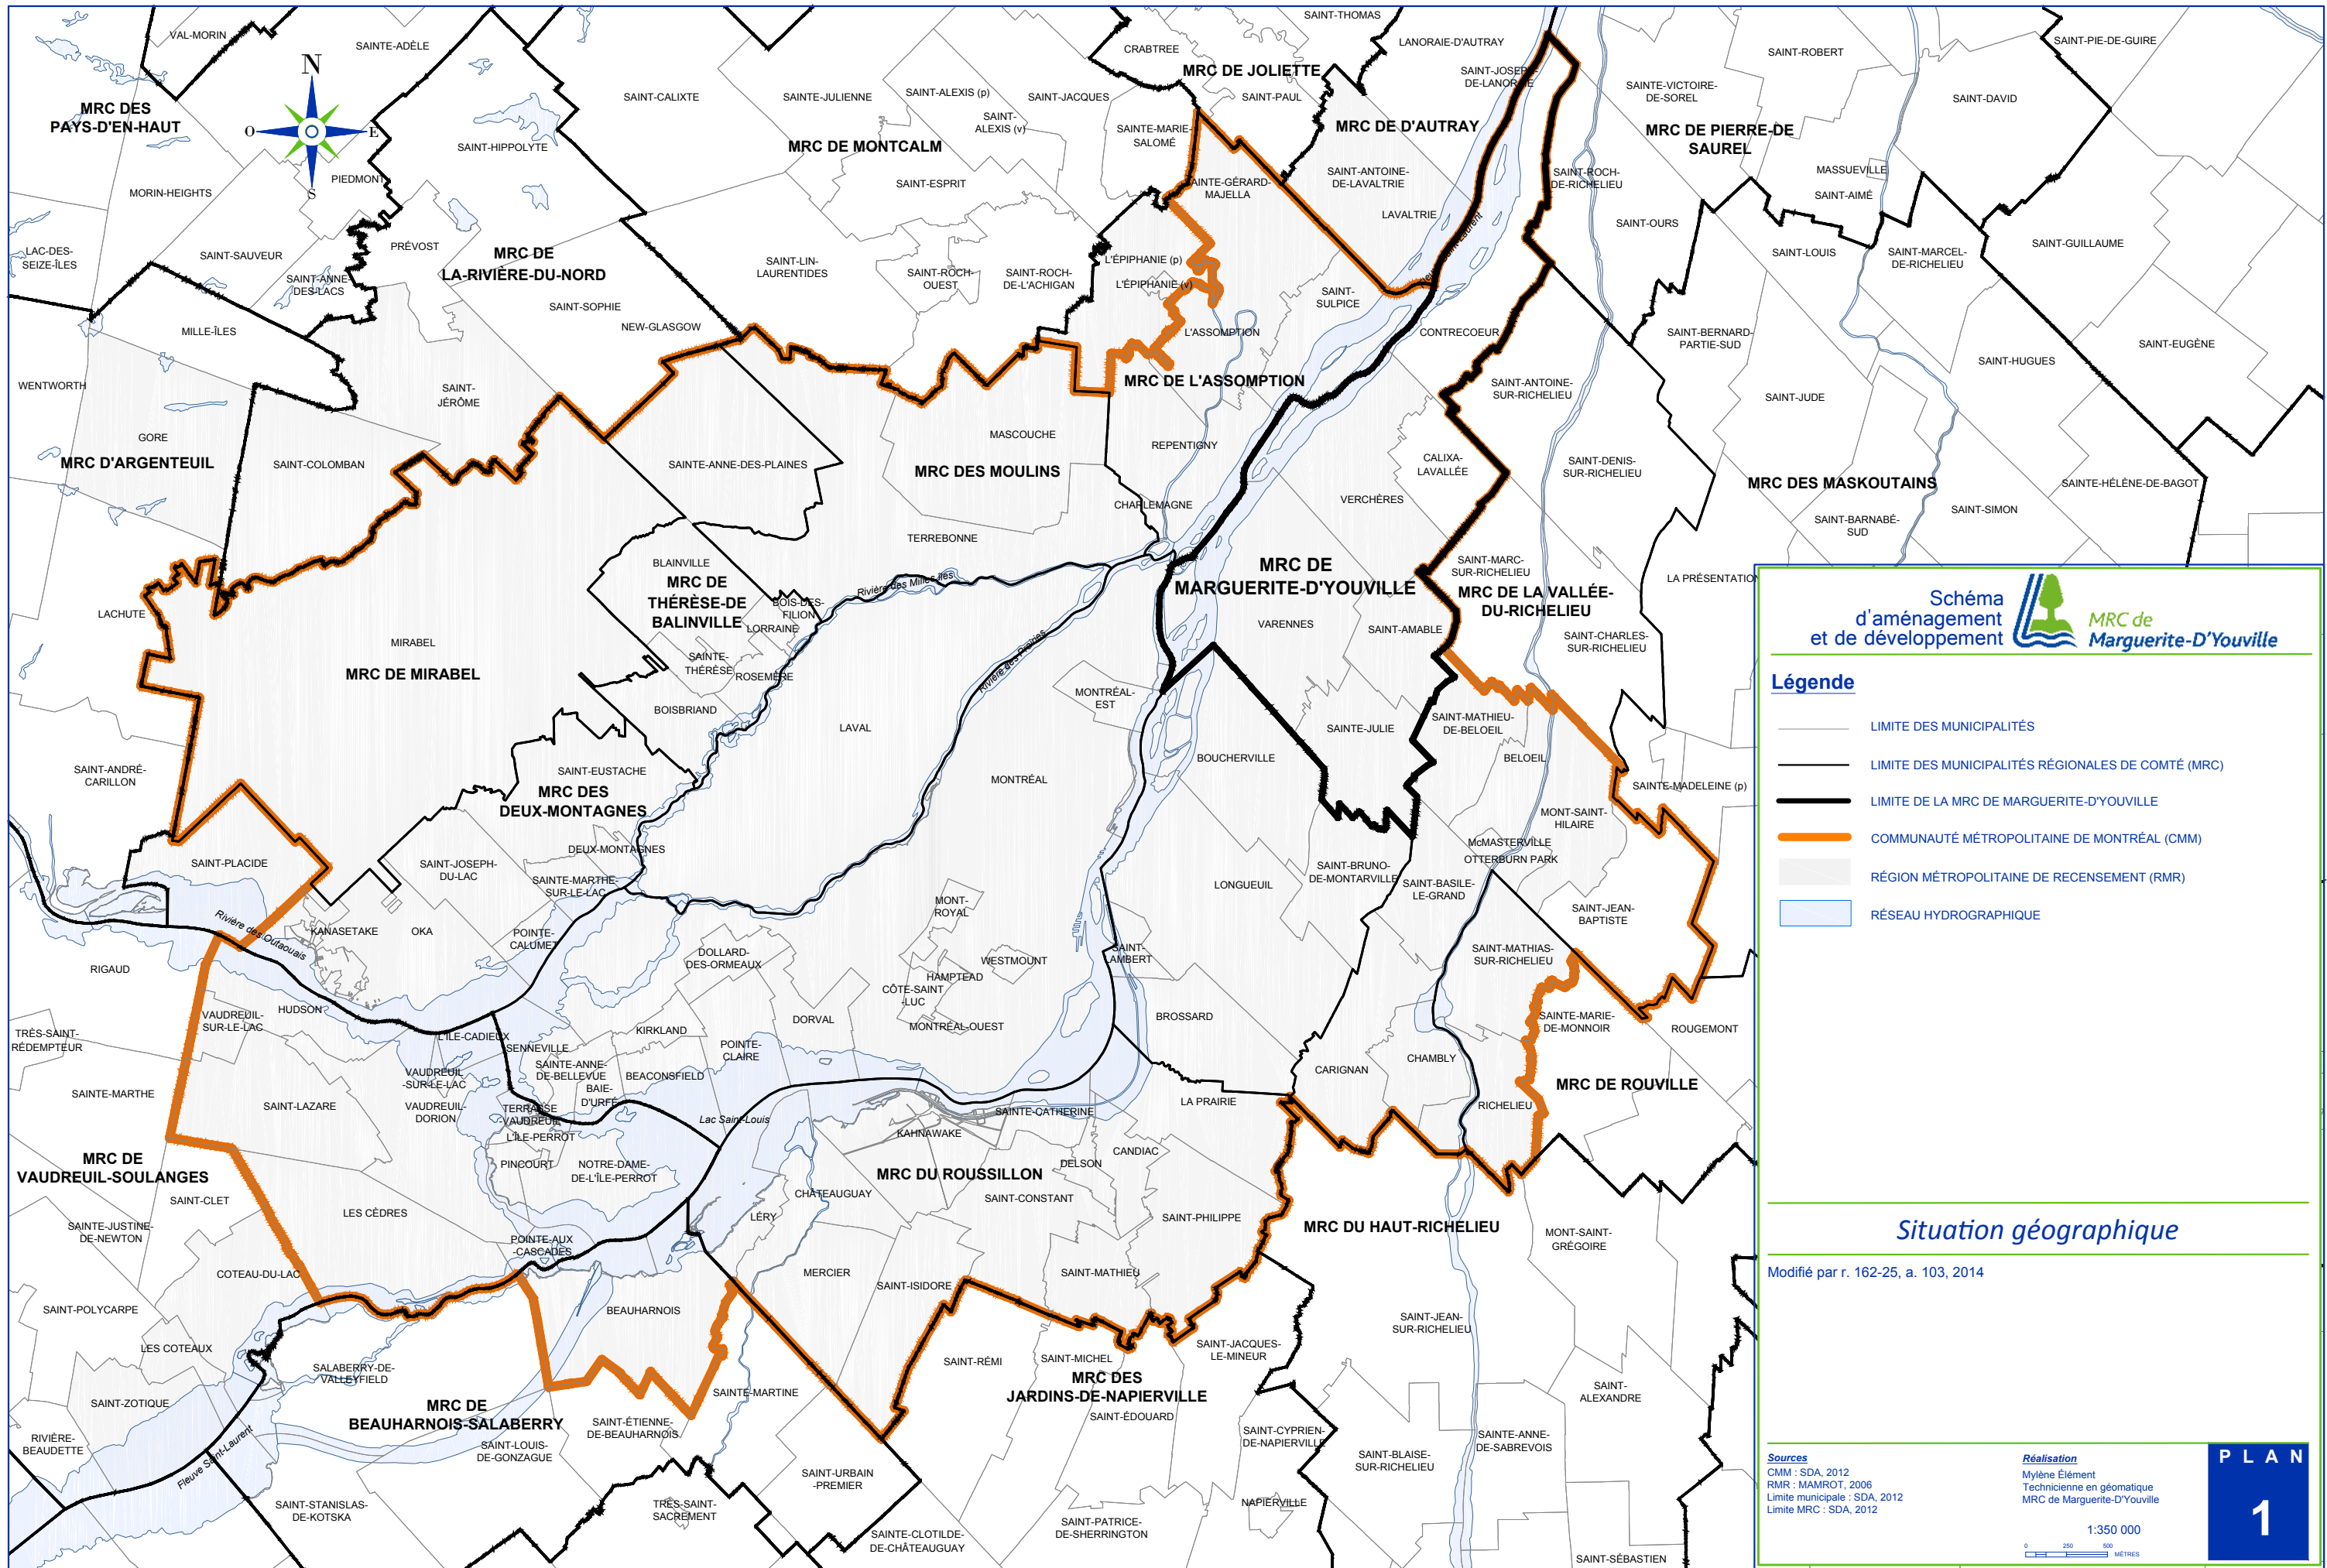 VAL-MORIN
SAINTE-ADÈLE
MRC DES
PAYS-D'EN-HAUT
N
O
E
S
PIEDMONT
MORIN-HEIGHTS
LAC-DES-
SEIZE-ÎLES
SAINT-SAUVEUR
SAINT-ANNE-
DES-LACS
MILLE-ÎLES
WENTWORTH
GORE
MRC D'ARGENTEUIL
LACHUTE
SAINT-HIPPOLYTE
PRÉVOST
MRC DE
LA-RIVIÈRE-DU-NORD
SAINT-SOPHIE
NEW-GLASGOW
SAINT-
JÉRÔME
SAINT-COLOMBAN
SAINT-CALIXTE
SAINTE-JULIENNE
SAINT-ALEXIS (p)
SAINT-
ALEXIS (v)
SAINT-JACQUES
MRC DE MONTCALM
SAINT-ESPRIT
SAINT-LIN-
LAURENTIDES
SAINT-ROCH-
OUEST
SAINT-ROCH-
DE-L'ACHIGAN
CRABTREE
SAINTE-MARIE-
SALOMÉ
MRC DE JOLIETTE
SAINT-PAUL
SAINT-THOMAS
LANORAIE-D'AUTRAY
SAINT-JOSEPH-
DE-LANORAIE
MRC DE D'AUTRAY
SAINT-ANTOINE-
DE-LAVALTRIE
LAVALTRIE
SAINTE-GÉRARD-
MAJELLA
L'ÉPIPHANIE (p)
L'ÉPIPHANIE (v)
SAINT-
SULPICE
L'ASSOMPTION
MRC DE L'ASSOMPTION
REPENTIGNY
CHARLEMAGNE
Fleuve Saint-Laurent
SAINTE-VICTOIRE-
DE-SOREL
SAINT-ROBERT
SAINT-PIE-DE-GUIRE
SAINT-DAVID
MRC DE PIERRE-DE
SAUREL
MASSUEVILLE
SAINT-AIMÉ
SAINT-ROCH-
DE-RICHELIEU
SAINT-OURS
SAINT-LOUIS
SAINT-MARCEL-
DE-RICHELIEU
SAINT-GUILLAUME
CONTRECOEUR
SAINT-BERNARD-
PARTIE-SUD
SAINT-HUGUES
SAINT-EUGÈNE
SAINT-ANTOINE-
SUR-RICHELIEU
SAINT-JUDE
CALIXA-
LAVALLÉE
SAINT-DENIS-
SUR-RICHELIEU
VERCHÈRES
MRC DES MASKOUTAINS
SAINTE-HÉLÈNE-DE-BAGOT
SAINT-BARNABÉ-
SUD
SAINT-SIMON
LA PRÉSENTATION
SAINT-MARC-
SUR-RICHELIEU
MRC DE LA VALLÉE-
DU-RICHELIEU
SAINT-CHARLES-
SUR-RICHELIEU
MRC DE
MARGUERITE-D'YOUVILLE
VARENNES
SAINT-AMABLE
SAINTE-JULIE
SAINT-MATHIEU-
DE-BELOEIL
BELOEIL
SAINTE-MADELEINE (p)
MONT-SAINT-
HILAIRE
McMASTERVILLE
OTTERBURN PARK
SAINT-JEAN-
BAPTISTE
SAINT-BASILE-
LE-GRAND
SAINT-BRUNO-
DE-MONTARVILLE
BOUCHERVILLE
LONGUEUIL
SAINT-
LAMBERT
BROSSARD
SAINT-MATHIAS-
SUR-RICHELIEU
SAINTE-MARIE-
DE-MONNOIR
ROUGEMONT
CHAMBLY
CARIGNAN
RICHELIEU
MRC DE ROUVILLE
MASCOUCHE
MRC DES MOULINS
TERREBONNE
SAINTE-ANNE-DES-PLAINES
BLAINVILLE
MRC DE
THÉRÈSE-DE
BALINVILLE
BOIS-DES-
FILION
LORRAINE
SAINTE-
THÉRÈSE
ROSEMÈRE
BOISBRIAND
Rivière des Milles îles
Rivière des Prairies
MIRABEL
MRC DE MIRABEL
SAINT-EUSTACHE
MRC DES
DEUX-MONTAGNES
DEUX-MONTAGNES
SAINT-JOSEPH-
DU-LAC
SAINTE-MARTHE-
SUR-LE-LAC
POINTE-
CALUMET
OKA
KANASETAKE
SAINT-PLACIDE
SAINT-ANDRÉ-
CARILLON
Rivière des Outaouais
LAVAL
MONTRÉAL
MONTRÉAL-
EST
MONT-
ROYAL
WESTMOUNT
HAMPTEAD
CÔTE-SAINT
-LUC
MONTRÉAL-OUEST
DOLLARD-
DES-ORMEAUX
DORVAL
KIRKLAND
POINTE-
CLAIRE
BEACONSFIELD
SENNEVILLE
SAINTE-ANNE-
DE-BELLEVUE
BAIE-
D'URFÉ
RIGAUD
HUDSON
VAUDREUIL-
SUR-LE-LAC
L'ÎLE-CADIEUX
VAUDREUIL
-SUR-LE-LAC
VAUDREUIL-
DORION
TERRASSE
-VAUDREUIL
L'ÎLE-PERROT
PINCOURT
NOTRE-DAME-
DE-L'ÎLE-PERROT
Lac Saint-Louis
TRÈS-SAINT-
RÉDEMPTEUR
SAINTE-MARTHE
SAINT-LAZARE
MRC DE
VAUDREUIL-SOULANGES
SAINT-CLET
SAINTE-JUSTINE-
DE-NEWTON
LES CÈDRES
POINTE-AUX
-CASCADES
COTEAU-DU-LAC
SAINT-POLYCARPE
LES COTEAUX
SAINT-ZOTIQUE
RIVIÈRE-
BEAUDETTE
Fleuve Saint-Laurent
SALABERRY-DE-
VALLEYFIELD
BEAUHARNOIS
MRC DE
BEAUHARNOIS-SALABERRY
SAINT-ÉTIENNE-
DE-BEAUHARNOIS
SAINT-LOUIS-
DE-GONZAGUE
SAINT-STANISLAS-
DE-KOTSKA
SAINTE-MARTINE
TRÈS-SAINT-
SACREMENT
SAINT-URBAIN
-PREMIER
SAINTE-CLOTILDE-
DE-CHÂTEAUGUAY
KAHNAWAKE
SAINTE-CATHERINE
LA PRAIRIE
CANDIAC
DELSON
MRC DU ROUSSILLON
SAINT-CONSTANT
SAINT-PHILIPPE
CHÂTEAUGUAY
LÉRY
MERCIER
SAINT-ISIDORE
SAINT-MATHIEU
SAINT-RÉMI
SAINT-MICHEL
SAINT-JACQUES-
LE-MINEUR
MRC DES
JARDINS-DE-NAPIERVILLE
SAINT-ÉDOUARD
SAINT-CYPRIEN-
DE-NAPIERVILLE
NAPIERVILLE
SAINT-PATRICE-
DE-SHERRINGTON
MRC DU HAUT-RICHELIEU
MONT-SAINT-
GRÉGOIRE
SAINT-JEAN-
SUR-RICHELIEU
SAINT-
ALEXANDRE
SAINTE-ANNE-
DE-SABREVOIS
SAINT-BLAISE-
SUR-RICHELIEU
SAINT-SÉBASTIEN
Schéma
d'aménagement
et de développement
MRC de
Marguerite-D'Youville
Légende
LIMITE DES MUNICIPALITÉS
LIMITE DES MUNICIPALITÉS RÉGIONALES DE COMTÉ (MRC)
LIMITE DE LA MRC DE MARGUERITE-D'YOUVILLE
COMMUNAUTÉ MÉTROPOLITAINE DE MONTRÉAL (CMM)
RÉGION MÉTROPOLITAINE DE RECENSEMENT (RMR)
RÉSEAU HYDROGRAPHIQUE
Situation géographique
Modifié par r. 162-25, a. 103, 2014
Sources
CMM : SDA, 2012
RMR : MAMROT, 2006
Limite municipale : SDA, 2012
Limite MRC : SDA, 2012
Réalisation
Mylène Élément
Technicienne en géomatique
MRC de Marguerite-D'Youville
1:350 000
0 250 500
MÈTRES
PLAN
1